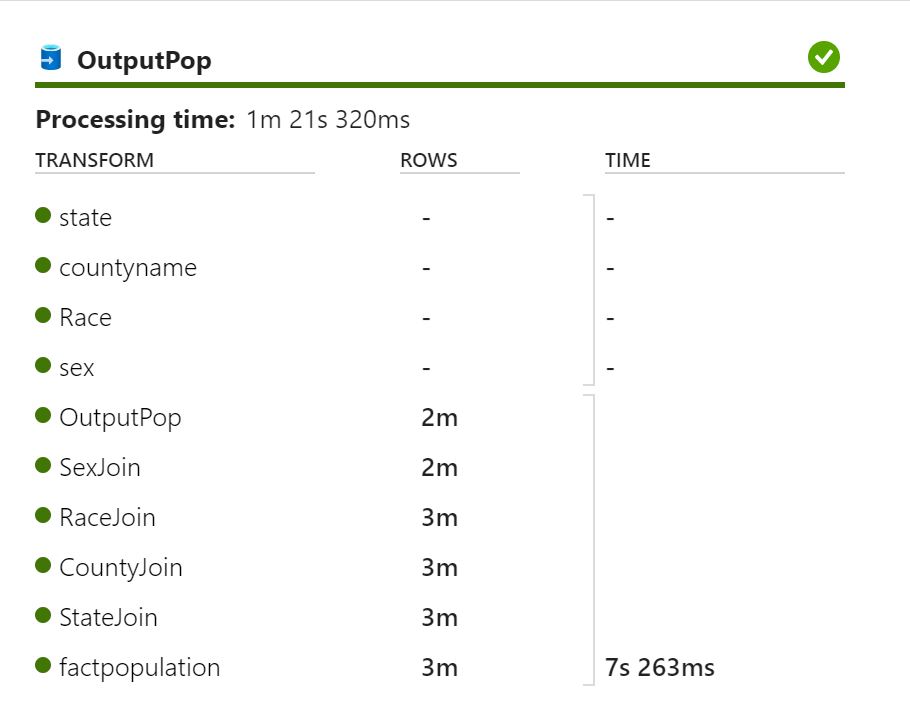 OutputPop
Processing time: 1m 21s 320ms
TRANSFORM ROWS TIME
state - -
countyname - -
Race - -
sex - -
OutputPop 2m
SexJoin 2m
RaceJoin 3m
CountyJoin 3m
StateJoin 3m
factpopulation 3m 7s 263ms